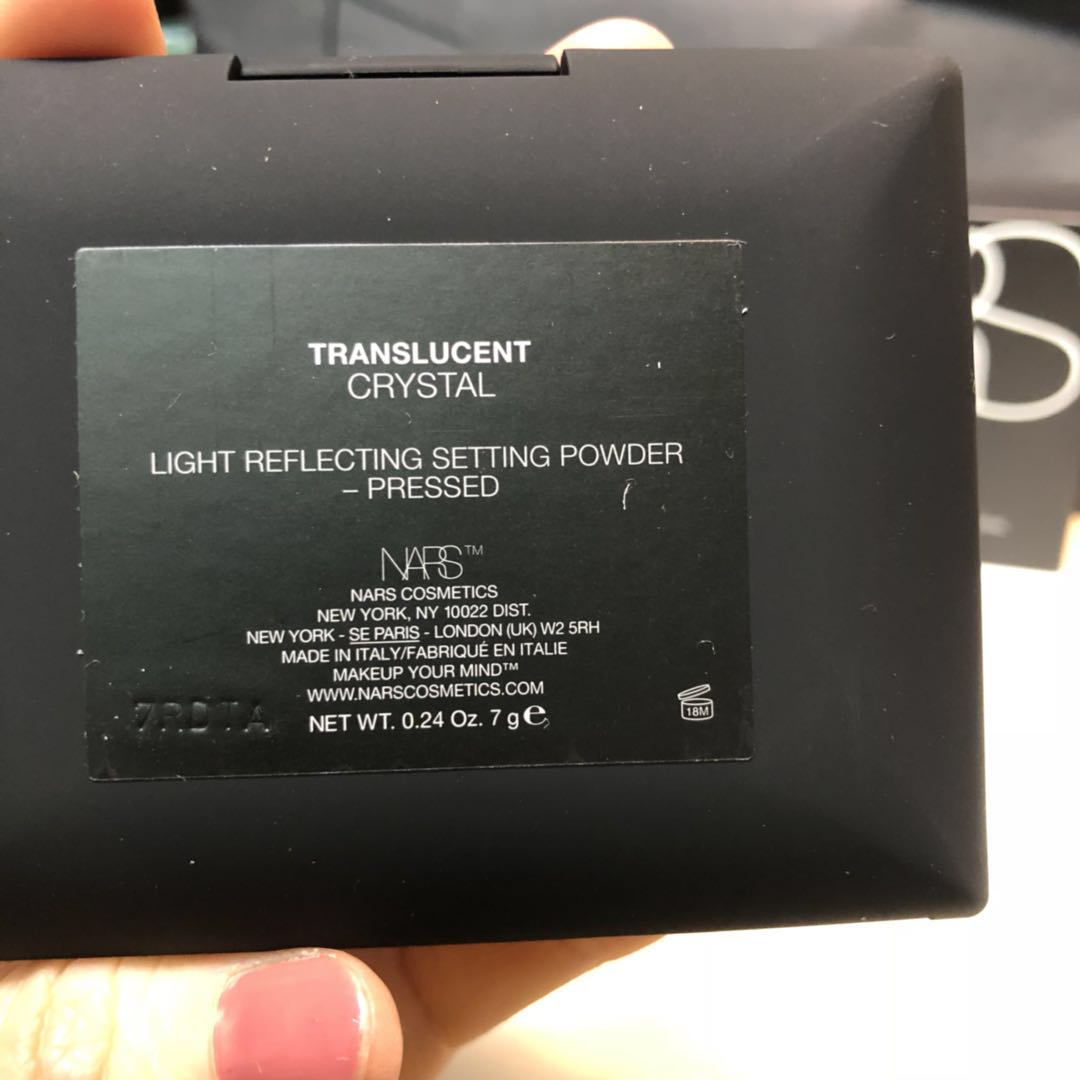 TRANSLUCENT
CRYSTAL
LIGHT REFLECTING SETTING POWDER
– PRESSED
NARS™
NARS COSMETICS
NEW YORK, NY 10022 DIST.
NEW YORK - SE PARIS - LONDON (UK) W2 5RH
MADE IN ITALY/FABRIQUÉ EN ITALIE
MAKEUP YOUR MIND™
WWW.NARSCOSMETICS.COM
NET WT. 0.24 Oz. 7 g e
18M
7RDTA